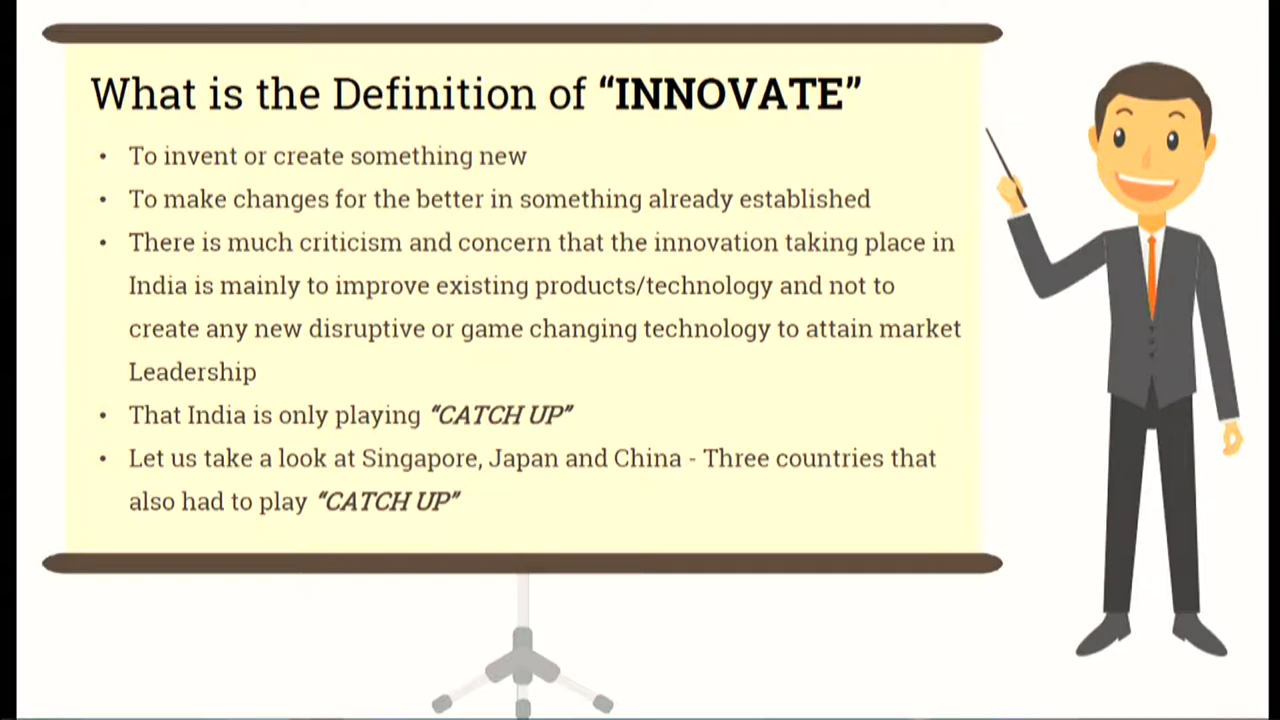 What is the Definition of “INNOVATE”
• To invent or create something new
• To make changes for the better in something already established
• There is much criticism and concern that the innovation taking place in
India is mainly to improve existing products/technology and not to
create any new disruptive or game changing technology to attain market
Leadership
• That India is only playing “CATCH UP”
• Let us take a look at Singapore, Japan and China - Three countries that
also had to play “CATCH UP”